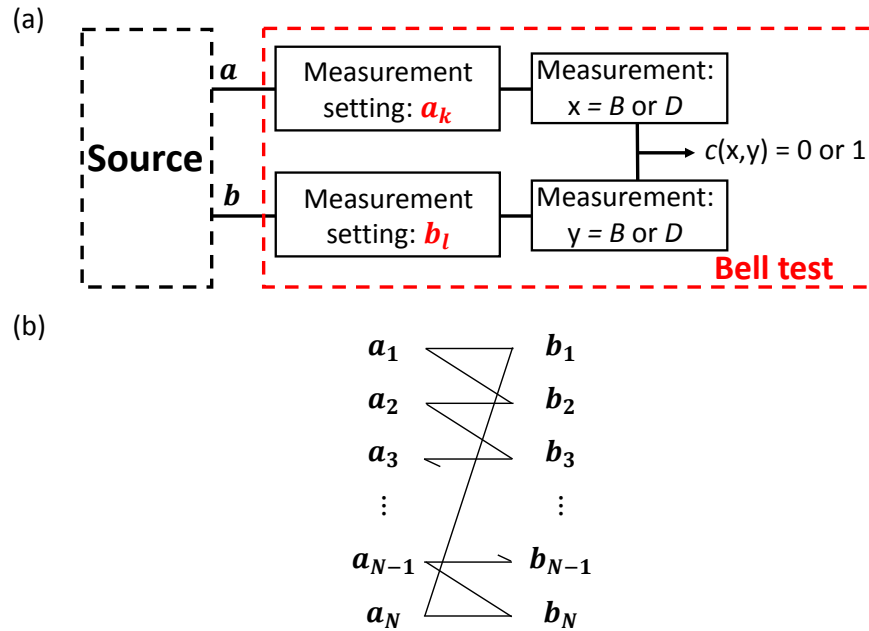 (a)
Source
a
b
Measurement
setting: a_k
Measurement:
x = B or D
c(x,y) = 0 or 1
Measurement
setting: b_l
Measurement:
y = B or D
Bell test
(b)
a_1 b_1
a_2 b_2
a_3 b_3
⋮ ⋮
a_{N-1} b_{N-1}
a_N b_N